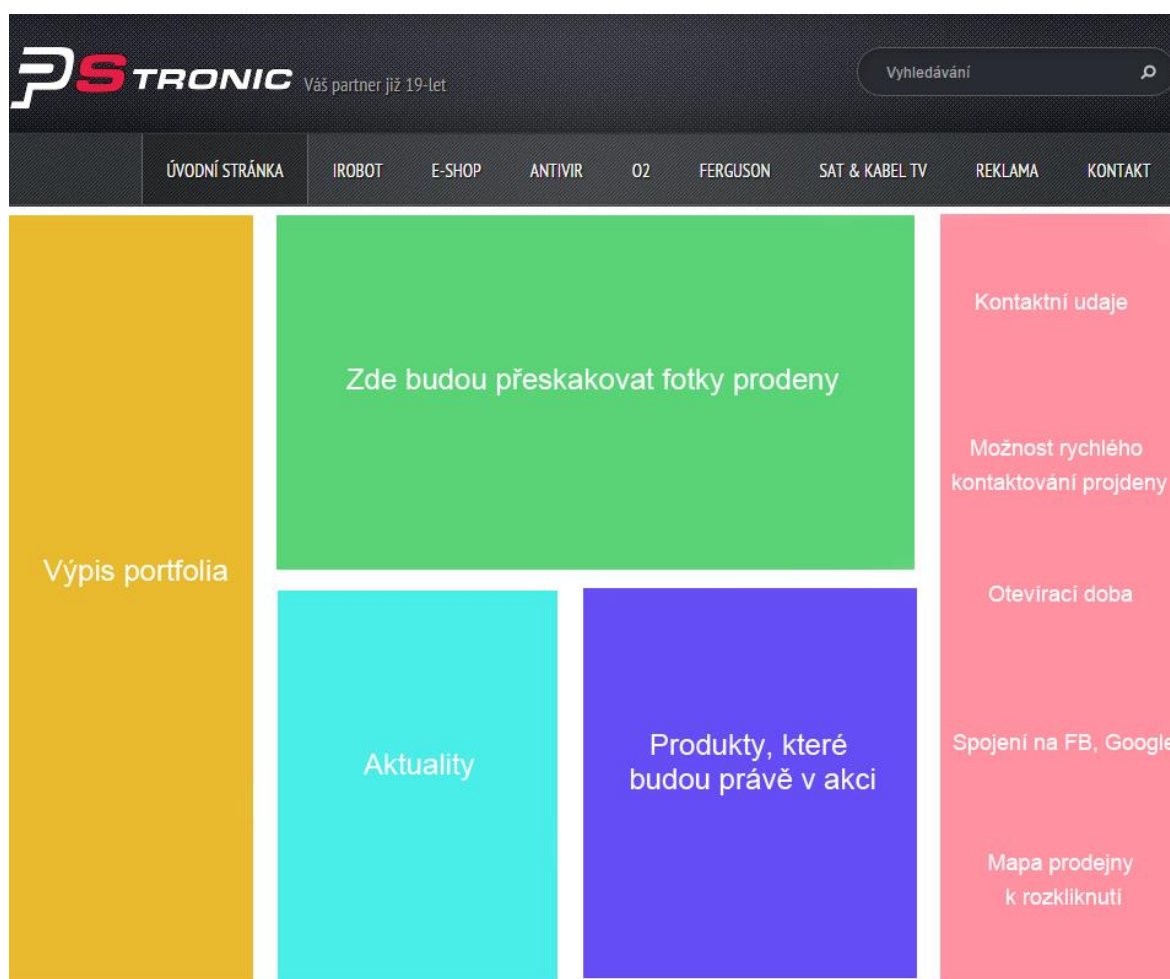 PS TRONIC Váš partner již 19-let
Vyhledávání
ÚVODNÍ STRÁNKA IROBOT E-SHOP ANTIVIR O2 FERGUSON SAT & KABEL TV REKLAMA KONTAKT
Výpis portfolia
Zde budou přeskakovat fotky prodeny
Aktuality
Produkty, které
budou právě v akci
Kontaktní udaje
Možnost rychlého
kontaktování projdeny
Otevírací doba
Spojení na FB, Google
Mapa prodejny
k rozkliknutí